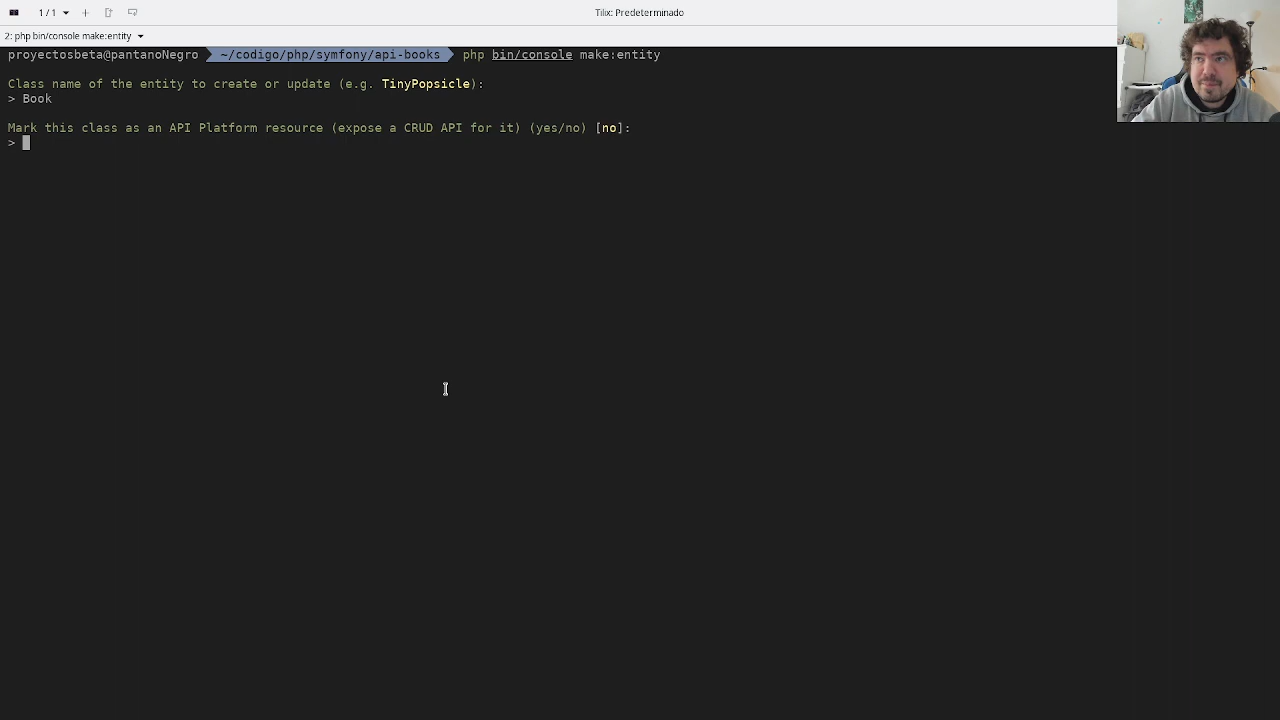 1 / 1
Tilix: Predeterminado
2: php bin/console make:entity
proyectosbeta@pantanoNegro ~/codigo/php/symfony/api-books php bin/console make:entity
Class name of the entity to create or update (e.g. TinyPopsicle):
> Book
Mark this class as an API Platform resource (expose a CRUD API for it) (yes/no) [no]:
>